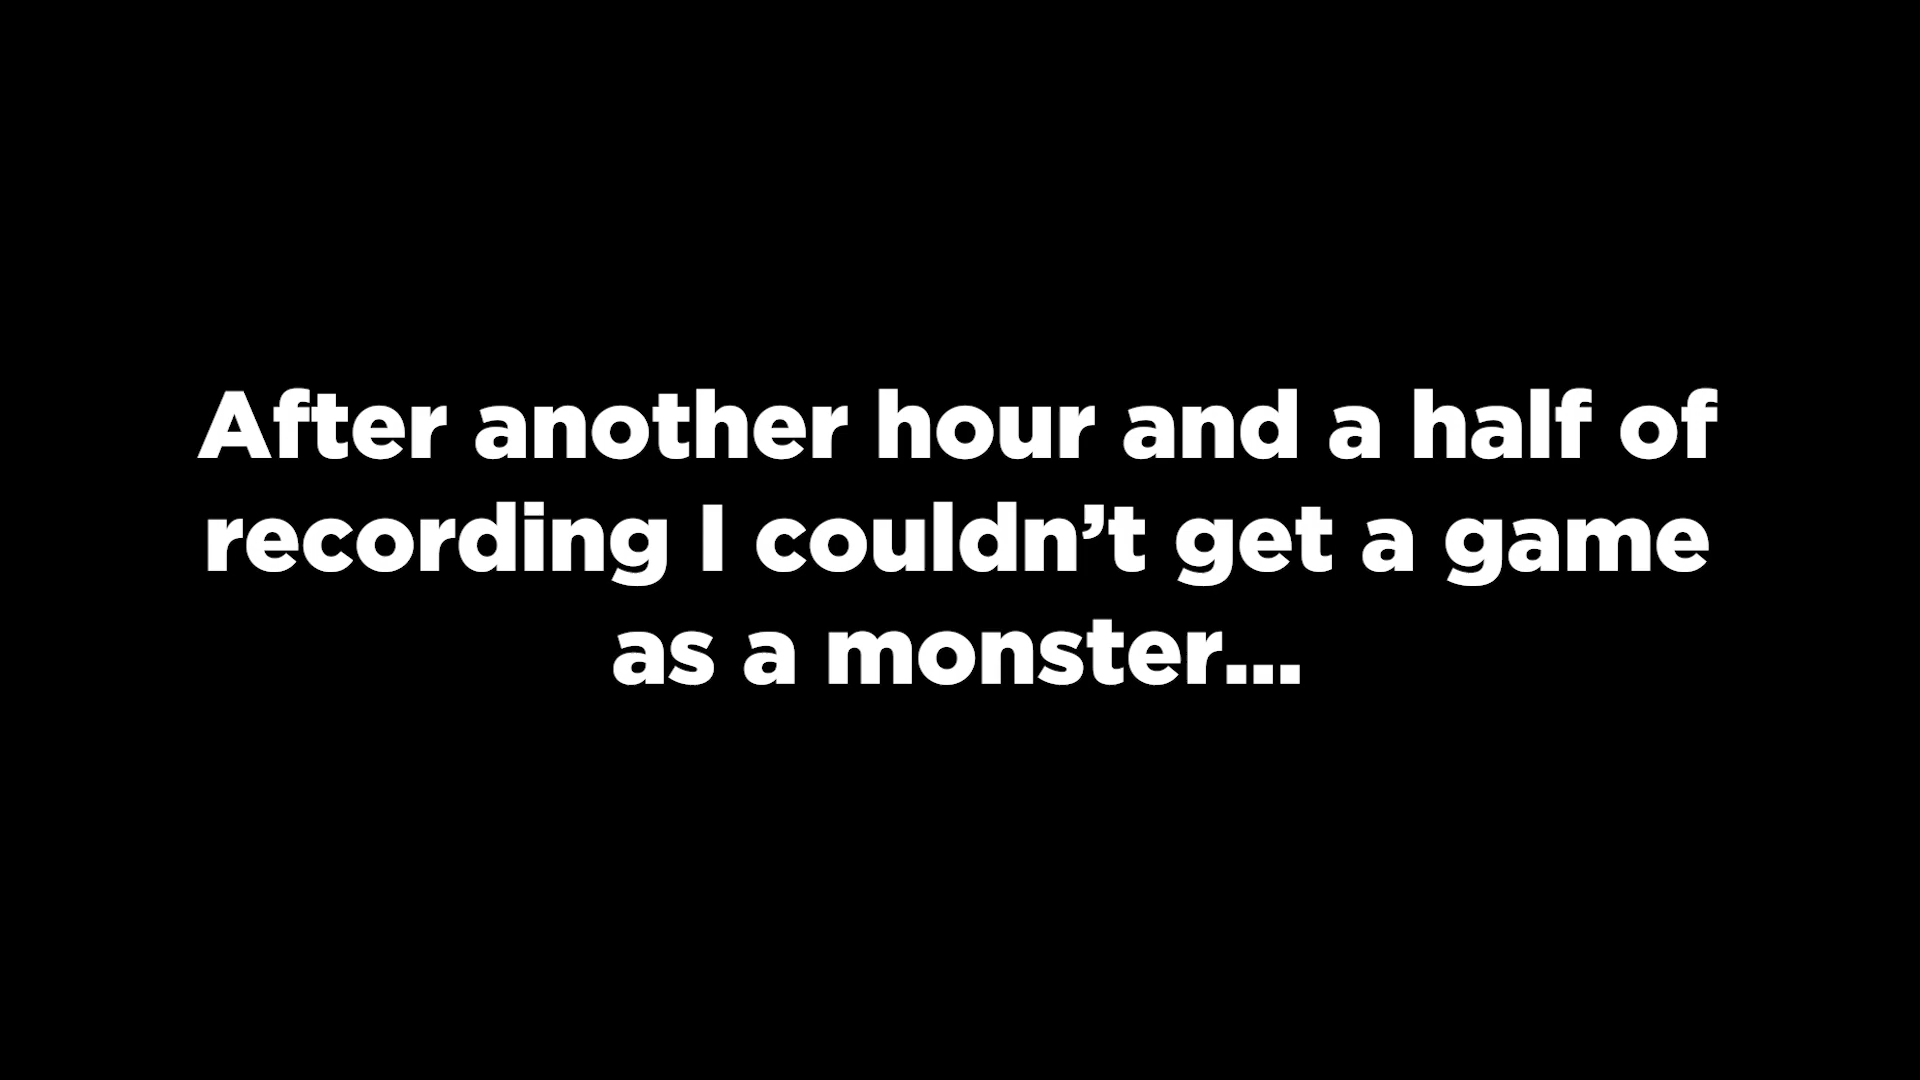 After another hour and a half of
recording I couldn’t get a game
as a monster...